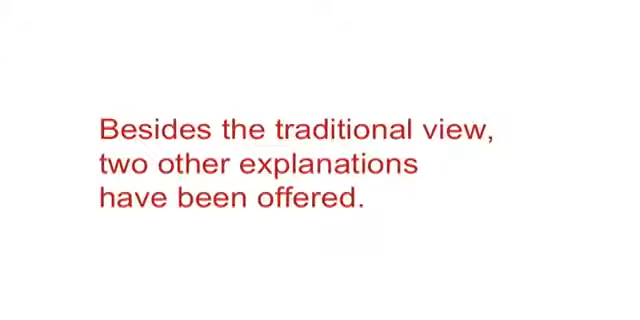 Besides the traditional view,
two other explanations
have been offered.